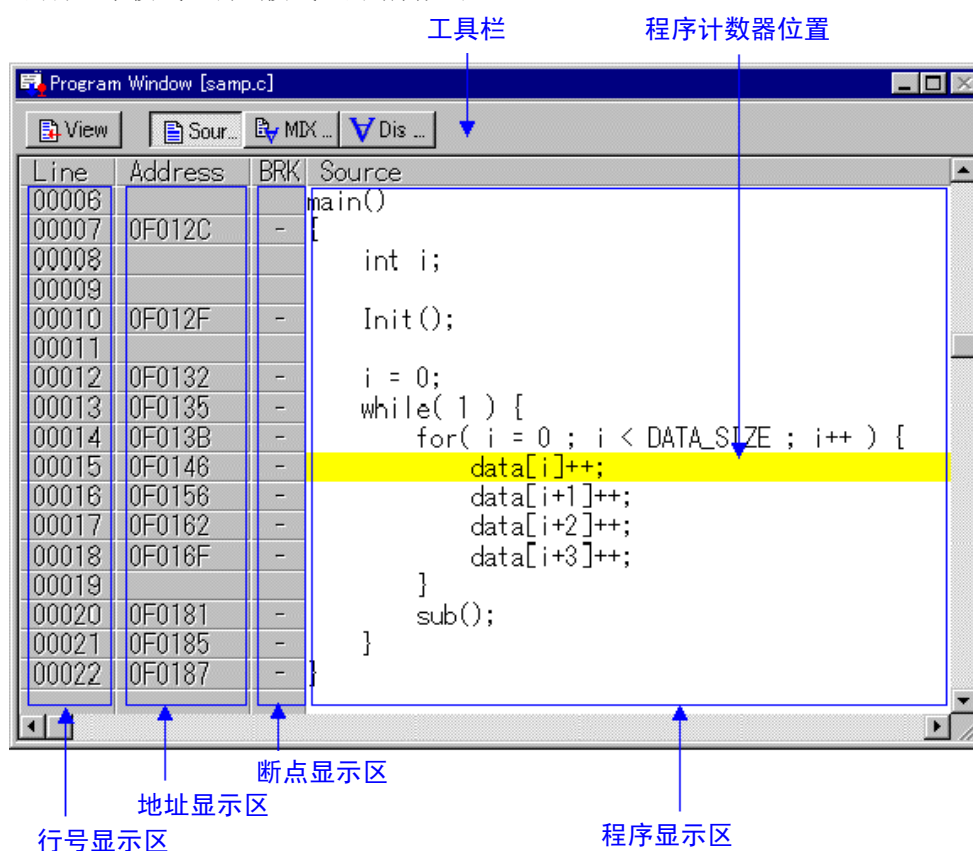 工具栏 程序计数器位置
Program Window [samp.c]
View Sour... MIX ... Dis ...
Line Address BRK Source
00006 main()
00007 0F012C - {
00008 int i;
00009
00010 0F012F - Init();
00011
00012 0F0132 - i = 0;
00013 0F0135 - while( 1 ) {
00014 0F013B - for( i = 0 ; i < DATA_SIZE ; i++ ) {
00015 0F0146 - data[i]++;
00016 0F0156 - data[i+1]++;
00017 0F0162 - data[i+2]++;
00018 0F016F - data[i+3]++;
00019 }
00020 0F0181 - sub();
00021 0F0185 - }
00022 0F0187 - }
断点显示区
地址显示区
行号显示区 程序显示区